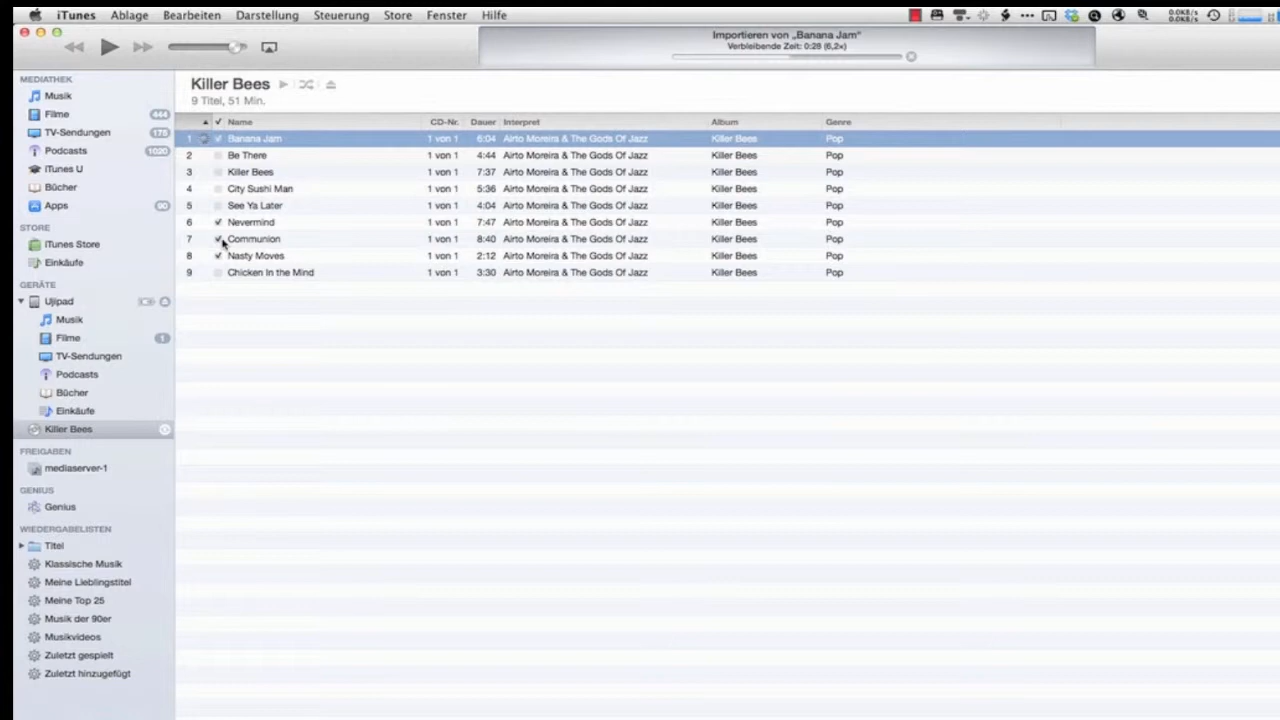 iTunes Ablage Bearbeiten Darstellung Steuerung Store Fenster Hilfe
0.0KB/s
0.0KB/s
Importieren von „Banana Jam“
Verbleibende Zeit: 0:28 (6,2×)
MEDIATHEK
Musik
Filme 444
TV-Sendungen 175
Podcasts 1020
iTunes U
Bücher
Apps
STORE
iTunes Store
Einkäufe
GERÄTE
Ujipad
Musik
Filme 1
TV-Sendungen
Podcasts
Bücher
Einkäufe
Killer Bees
FREIGABEN
mediaserver-1
GENIUS
Genius
WIEDERGABELISTEN
Titel
Klassische Musik
Meine Lieblingstitel
Meine Top 25
Musik der 90er
Musikvideos
Zuletzt gespielt
Zuletzt hinzugefügt
Killer Bees
9 Titel, 51 Min.
Name CD-Nr. Dauer Interpret Album Genre
1 Banana Jam 1 von 1 6:04 Airto Moreira & The Gods Of Jazz Killer Bees Pop
2 Be There 1 von 1 4:44 Airto Moreira & The Gods Of Jazz Killer Bees Pop
3 Killer Bees 1 von 1 7:37 Airto Moreira & The Gods Of Jazz Killer Bees Pop
4 City Sushi Man 1 von 1 5:36 Airto Moreira & The Gods Of Jazz Killer Bees Pop
5 See Ya Later 1 von 1 4:04 Airto Moreira & The Gods Of Jazz Killer Bees Pop
6 Nevermind 1 von 1 7:47 Airto Moreira & The Gods Of Jazz Killer Bees Pop
7 Communion 1 von 1 8:40 Airto Moreira & The Gods Of Jazz Killer Bees Pop
8 Nasty Moves 1 von 1 2:12 Airto Moreira & The Gods Of Jazz Killer Bees Pop
9 Chicken In the Mind 1 von 1 3:30 Airto Moreira & The Gods Of Jazz Killer Bees Pop